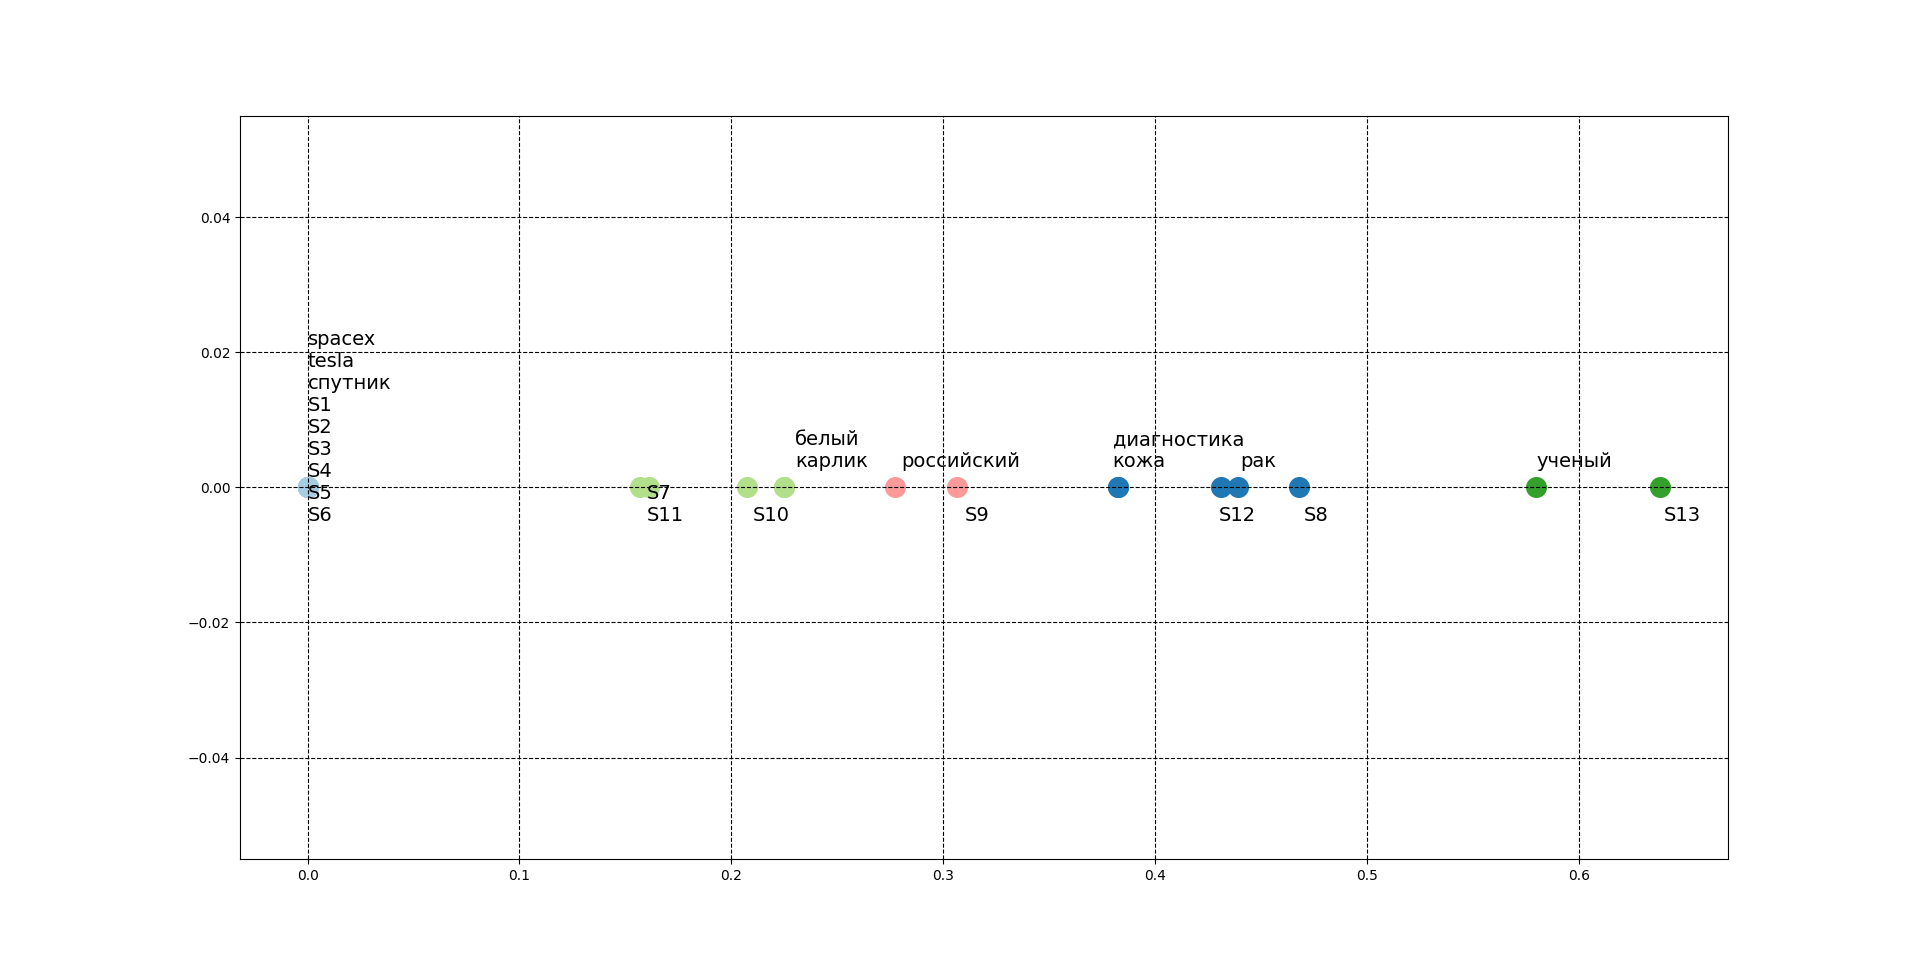 0.04
0.02
0.00
−0.02
−0.04
spacex
tesla
спутник
S1
S2
S3
S4
S5
S6
S7
S11
S10
белый
карлик
российский
S9
диагностика
кожа
рак
S12
S8
ученый
S13
0.0 0.1 0.2 0.3 0.4 0.5 0.6